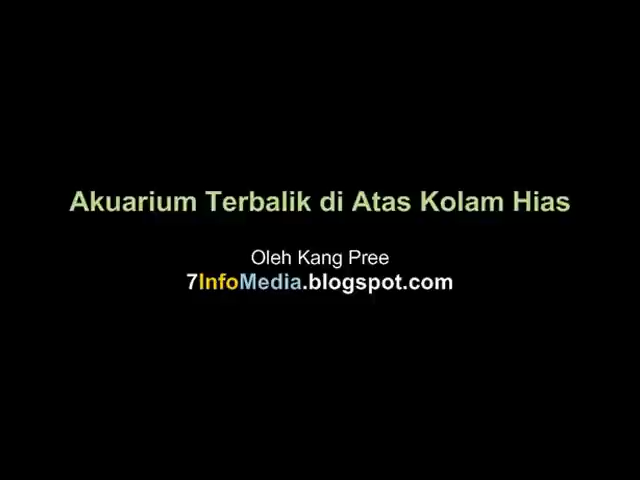 Akuarium Terbalik di Atas Kolam Hias
Oleh Kang Pree
7InfoMedia.blogspot.com